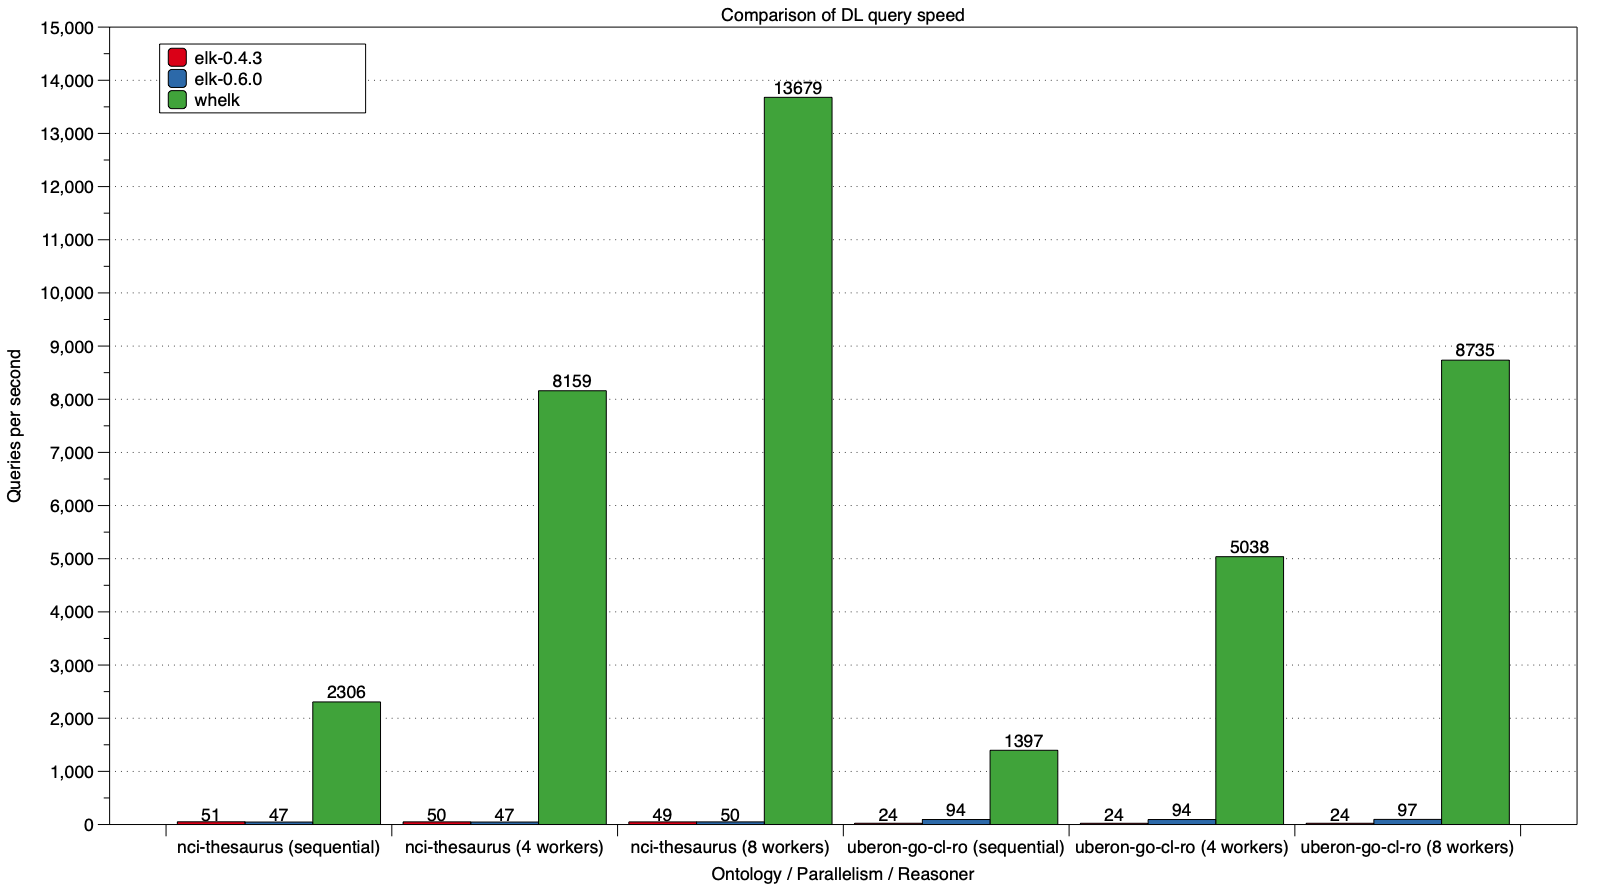 Comparison of DL query speed
elk-0.4.3
elk-0.6.0
whelk
Queries per second
15,000
14,000
13,000
12,000
11,000
10,000
9,000
8,000
7,000
6,000
5,000
4,000
3,000
2,000
1,000
0
51 47 2306
50 47 8159
49 50 13679
24 94 1397
24 94 5038
24 97 8735
nci-thesaurus (sequential)
nci-thesaurus (4 workers)
nci-thesaurus (8 workers)
uberon-go-cl-ro (sequential)
uberon-go-cl-ro (4 workers)
uberon-go-cl-ro (8 workers)
Ontology / Parallelism / Reasoner